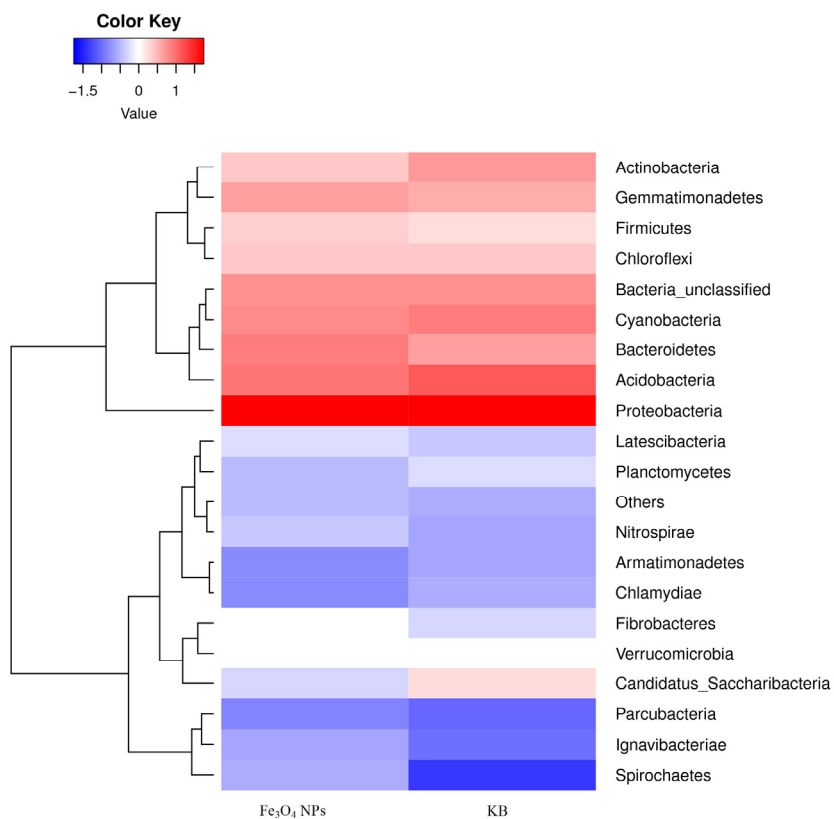 Color Key
−1.5 0 1
Value
Actinobacteria
Gemmatimonadetes
Firmicutes
Chloroflexi
Bacteria_unclassified
Cyanobacteria
Bacteroidetes
Acidobacteria
Proteobacteria
Latescibacteria
Planctomycetes
Others
Nitrospirae
Armatimonadetes
Chlamydiae
Fibrobacteres
Verrucomicrobia
Candidatus_Saccharibacteria
Parcubacteria
Ignavibacteriae
Spirochaetes
Fe₃O₄ NPs KB